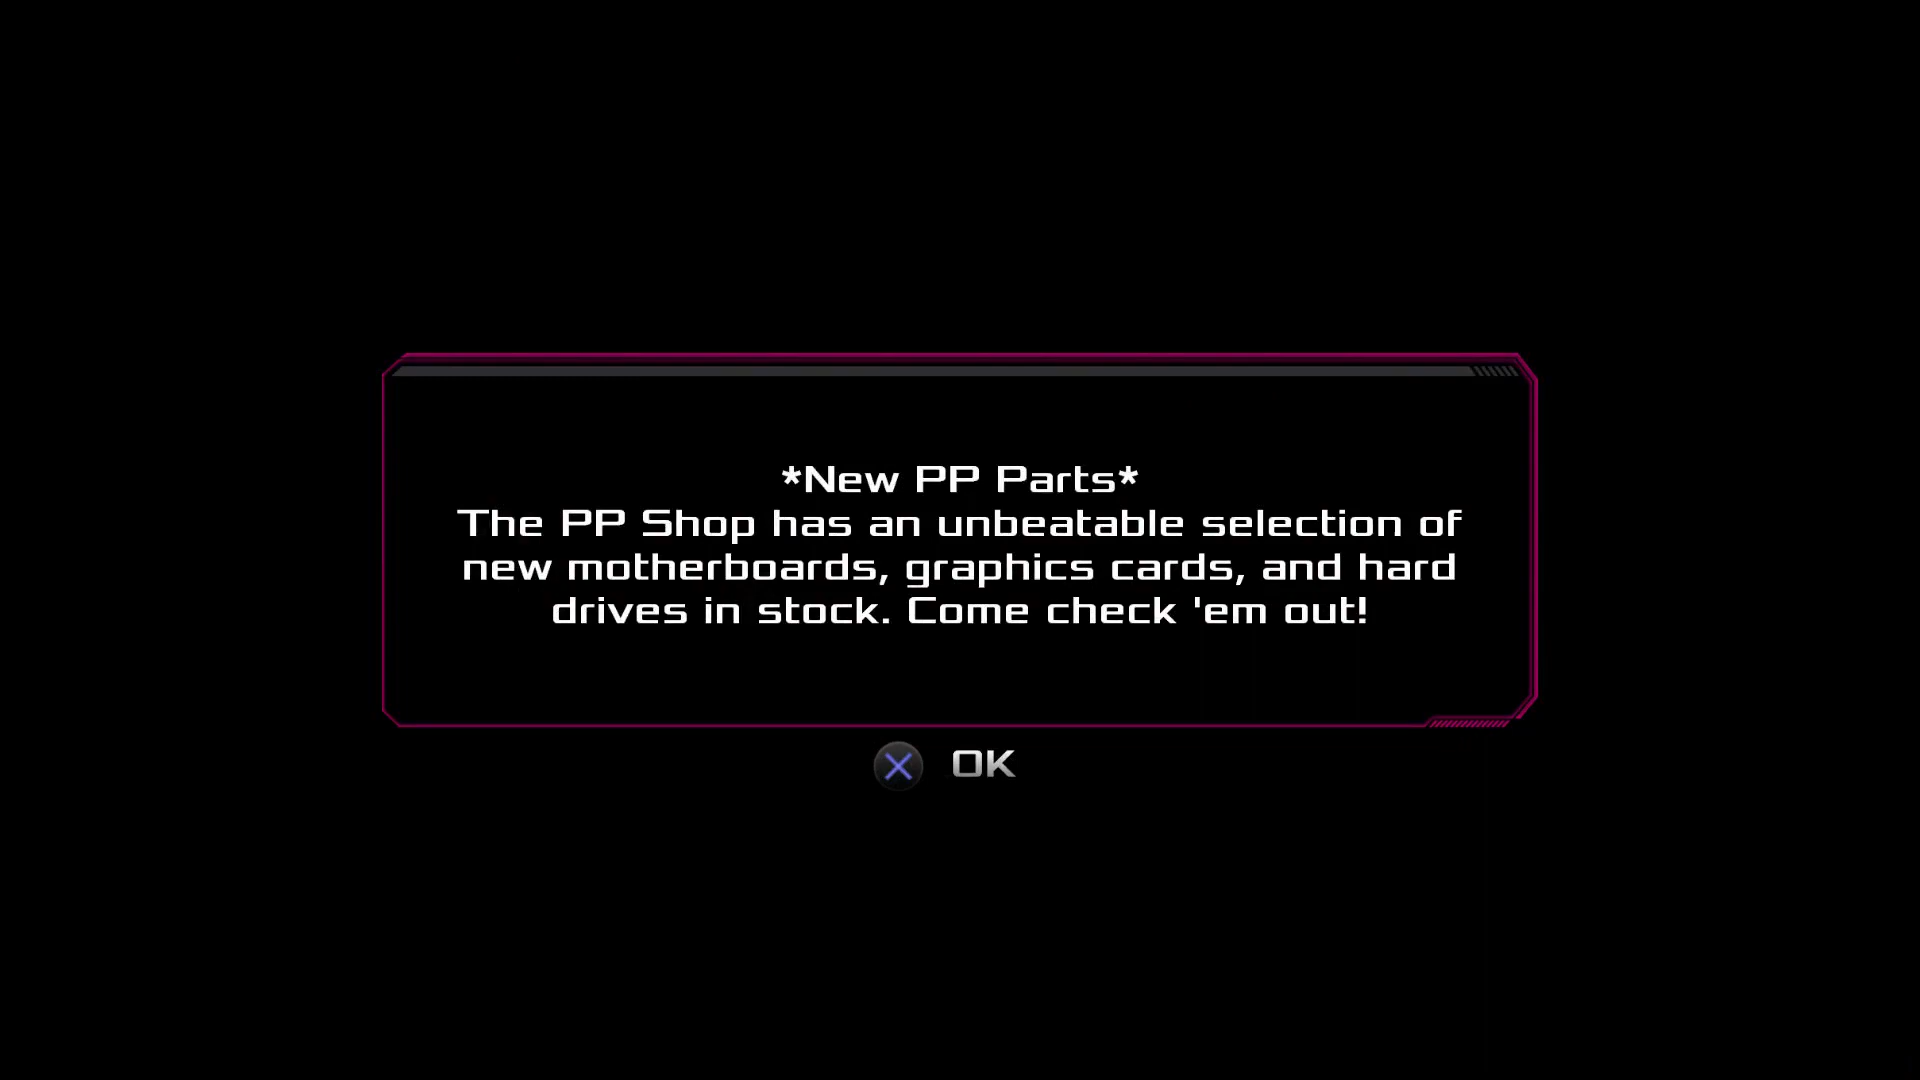 *New PP Parts*
The PP Shop has an unbeatable selection of
new motherboards, graphics cards, and hard
drives in stock. Come check 'em out!
OK